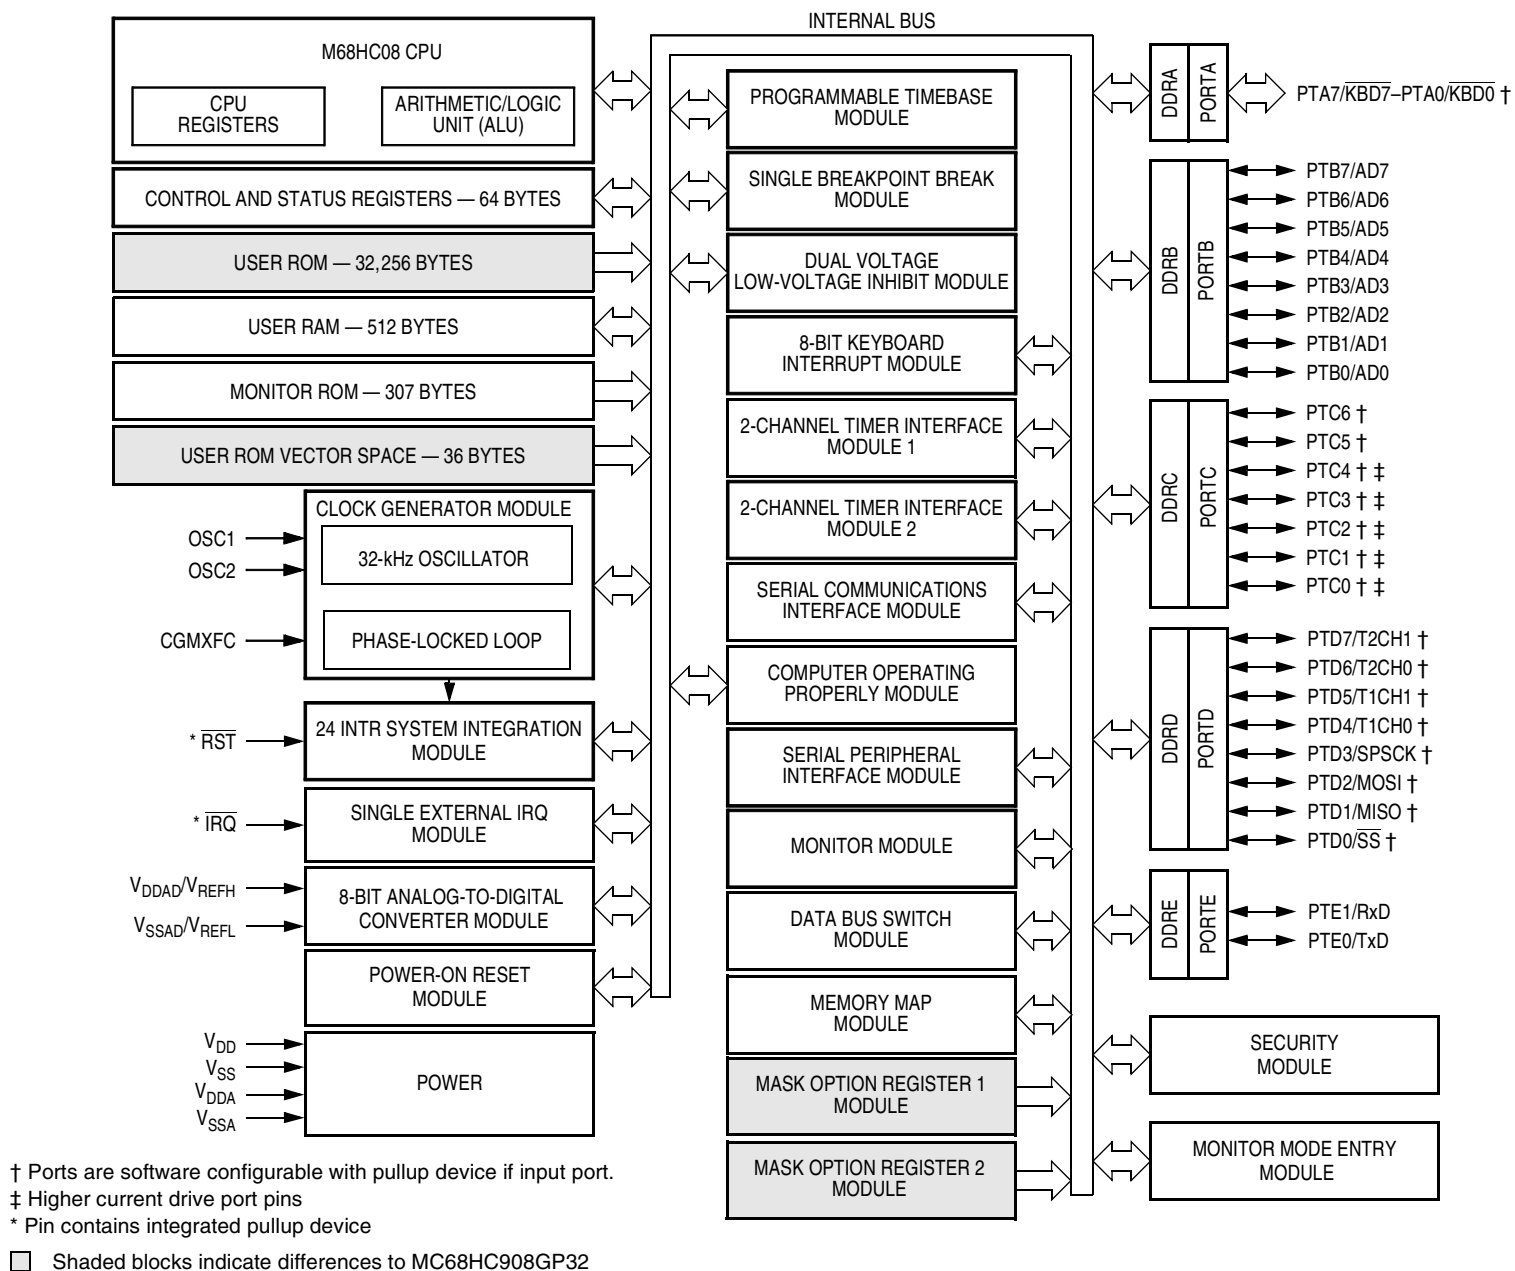 INTERNAL BUS
M68HC08 CPU
CPU
REGISTERS
ARITHMETIC/LOGIC
UNIT (ALU)
CONTROL AND STATUS REGISTERS — 64 BYTES
USER ROM — 32,256 BYTES
USER RAM — 512 BYTES
MONITOR ROM — 307 BYTES
USER ROM VECTOR SPACE — 36 BYTES
CLOCK GENERATOR MODULE
32-kHz OSCILLATOR
PHASE-LOCKED LOOP
OSC1
OSC2
CGMXFC
24 INTR SYSTEM INTEGRATION
MODULE
* R̅S̅T̅
SINGLE EXTERNAL IRQ
MODULE
* I̅R̅Q̅
8-BIT ANALOG-TO-DIGITAL
CONVERTER MODULE
VDDAD/VREFH
VSSAD/VREFL
POWER-ON RESET
MODULE
POWER
VDD
VSS
VDDA
VSSA
PROGRAMMABLE TIMEBASE
MODULE
SINGLE BREAKPOINT BREAK
MODULE
DUAL VOLTAGE
LOW-VOLTAGE INHIBIT MODULE
8-BIT KEYBOARD
INTERRUPT MODULE
2-CHANNEL TIMER INTERFACE
MODULE 1
2-CHANNEL TIMER INTERFACE
MODULE 2
SERIAL COMMUNICATIONS
INTERFACE MODULE
COMPUTER OPERATING
PROPERLY MODULE
SERIAL PERIPHERAL
INTERFACE MODULE
MONITOR MODULE
DATA BUS SWITCH
MODULE
MEMORY MAP
MODULE
MASK OPTION REGISTER 1
MODULE
MASK OPTION REGISTER 2
MODULE
DDRA
PORTA
PTA7/K̅B̅D̅7̅–PTA0/K̅B̅D̅0̅ †
DDRB
PORTB
PTB7/AD7
PTB6/AD6
PTB5/AD5
PTB4/AD4
PTB3/AD3
PTB2/AD2
PTB1/AD1
PTB0/AD0
DDRC
PORTC
PTC6 †
PTC5 †
PTC4 † ‡
PTC3 † ‡
PTC2 † ‡
PTC1 † ‡
PTC0 † ‡
DDRD
PORTD
PTD7/T2CH1 †
PTD6/T2CH0 †
PTD5/T1CH1 †
PTD4/T1CH0 †
PTD3/SPSCK †
PTD2/MOSI †
PTD1/MISO †
PTD0/S̅S̅ †
DDRE
PORTE
PTE1/RxD
PTE0/TxD
SECURITY
MODULE
MONITOR MODE ENTRY
MODULE
† Ports are software configurable with pullup device if input port.
‡ Higher current drive port pins
* Pin contains integrated pullup device
Shaded blocks indicate differences to MC68HC908GP32